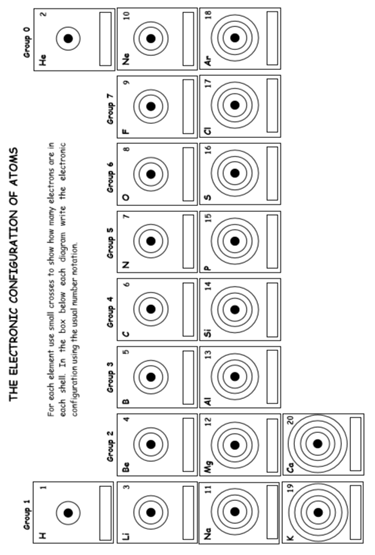 THE ELECTRONIC CONFIGURATION OF ATOMS
For each element use small crosses to show how many electrons are in
each shell. In the box below each diagram write the electronic
configuration using the usual number notation.
Group 1
Group 2
Group 3
Group 4
Group 5
Group 6
Group 7
Group 0
H 1
He 2
Li 3
Be 4
B 5
C 6
N 7
O 8
F 9
Ne 10
Na 11
Mg 12
Al 13
Si 14
P 15
S 16
Cl 17
Ar 18
K 19
Ca 20